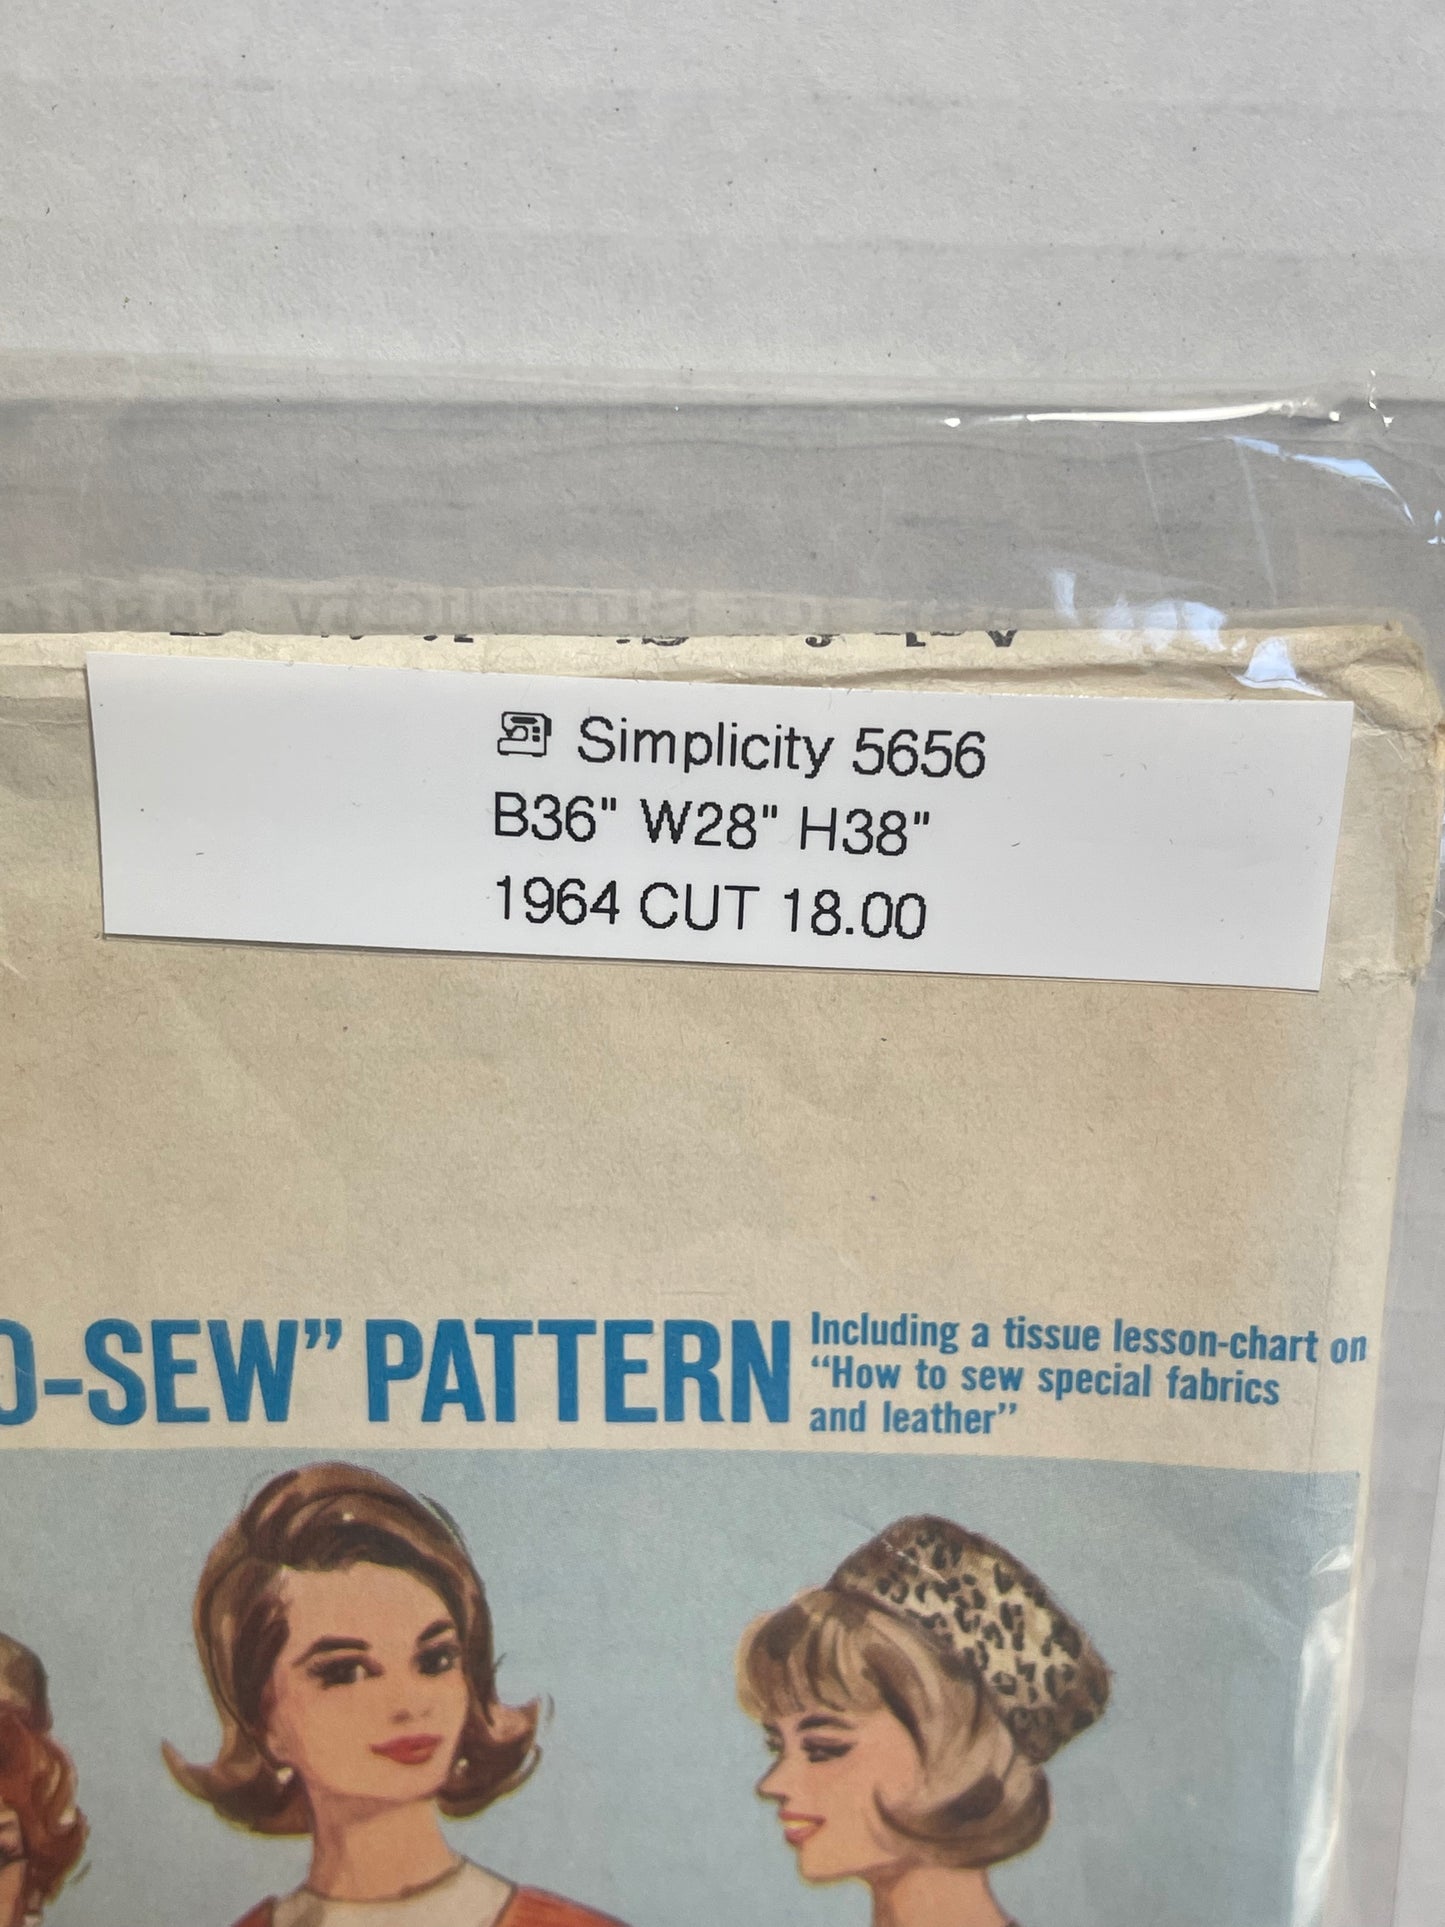 Simplicity 5656
B36" W28" H38"
1964 CUT 18.00
O-SEW” PATTERN
Including a tissue lesson-chart on
“How to sew special fabrics
and leather”